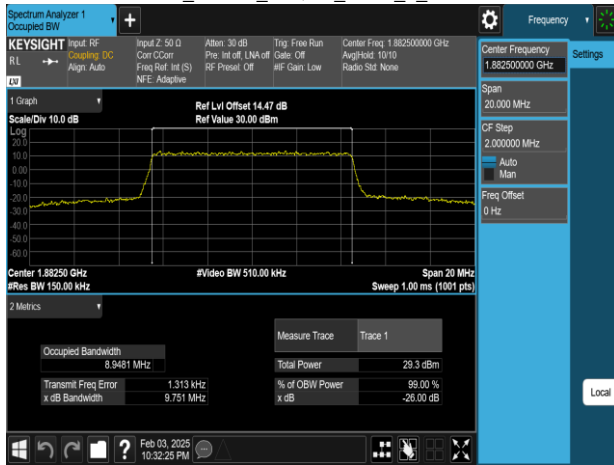 Spectrum Analyzer 1
Occupied BW
Frequency
KEYSIGHT
RL
LXI
Input: RF
Coupling: DC
Align: Auto
Input Z: 50 Ω
Corr CCorr
Freq Ref: Int (S)
NFE: Adaptive
Atten: 30 dB
Pre: Int off, LNA off
RF Preset: Off
Trig: Free Run
Gate: Off
#IF Gain: Low
Center Freq: 1.882500000 GHz
Avg|Hold: 10/10
Radio Std: None
Center Frequency
1.882500000 GHz
Settings
Span
20.000 MHz
CF Step
2.000000 MHz
Auto
Man
Freq Offset
0 Hz
Local
1 Graph
Scale/Div 10.0 dB
Ref Lvl Offset 14.47 dB
Ref Value 30.00 dBm
Log
20.0
10.0
0.00
-10.0
-20.0
-30.0
-40.0
-50.0
-60.0
Center 1.88250 GHz
#Video BW 510.00 kHz
Span 20 MHz
#Res BW 150.00 kHz
Sweep 1.00 ms (1001 pts)
2 Metrics
Measure Trace Trace 1
Occupied Bandwidth
8.9481 MHz
Total Power 29.3 dBm
Transmit Freq Error 1.313 kHz
% of OBW Power 99.00 %
x dB Bandwidth 9.751 MHz
x dB -26.00 dB
?
Feb 03, 2025
10:32:25 PM